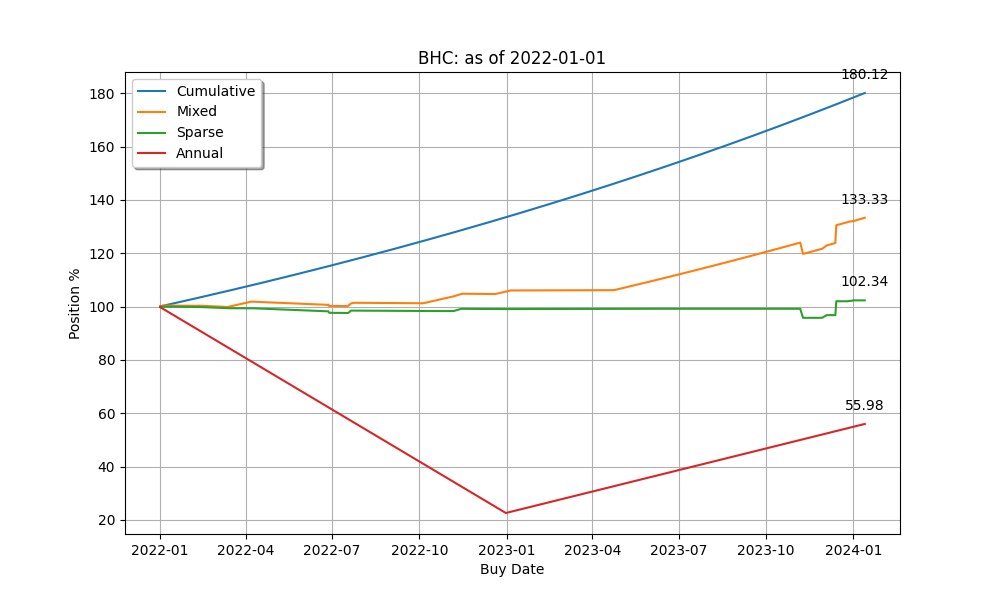 BHC: as of 2022-01-01
180.12
Cumulative
Mixed
Sparse
Annual
133.33
102.34
55.98
Position %
180
160
140
120
100
80
60
40
20
2022-01 2022-04 2022-07 2022-10 2023-01 2023-04 2023-07 2023-10 2024-01
Buy Date